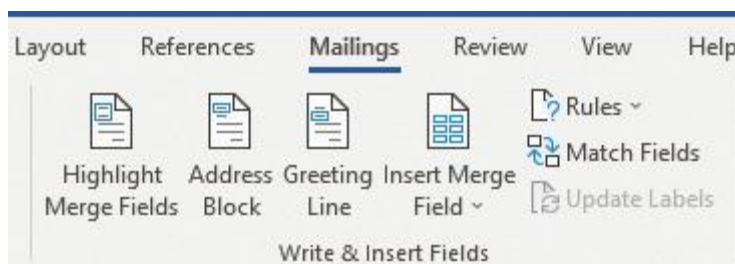 Layout References Mailings Review View Help
Highlight Merge Fields
Address Block
Greeting Line
Insert Merge Field
Rules
Match Fields
Update Labels
Write & Insert Fields